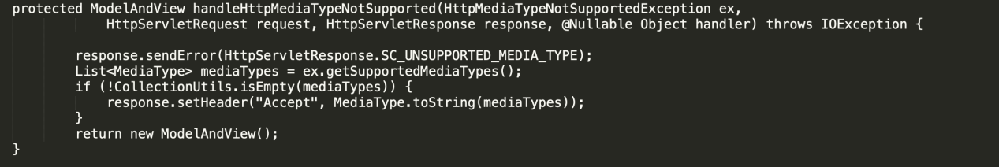 protected ModelAndView handleHttpMediaTypeNotSupported(HttpMediaTypeNotSupportedException ex,
HttpServletRequest request, HttpServletResponse response, @Nullable Object handler) throws IOException {
response.sendError(HttpServletResponse.SC_UNSUPPORTED_MEDIA_TYPE);
List<MediaType> mediaTypes = ex.getSupportedMediaTypes();
if (!CollectionUtils.isEmpty(mediaTypes)) {
response.setHeader("Accept", MediaType.toString(mediaTypes));
}
return new ModelAndView();
}